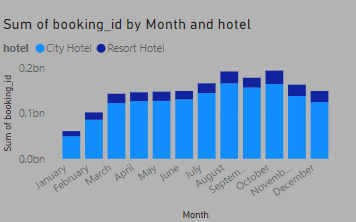 Sum of booking_id by Month and hotel
hotel City Hotel Resort Hotel
Sum of booking_id
0.2bn
0.1bn
0.0bn
January
February
March
April
May
June
July
August
Septem...
October
Novemb...
December
Month